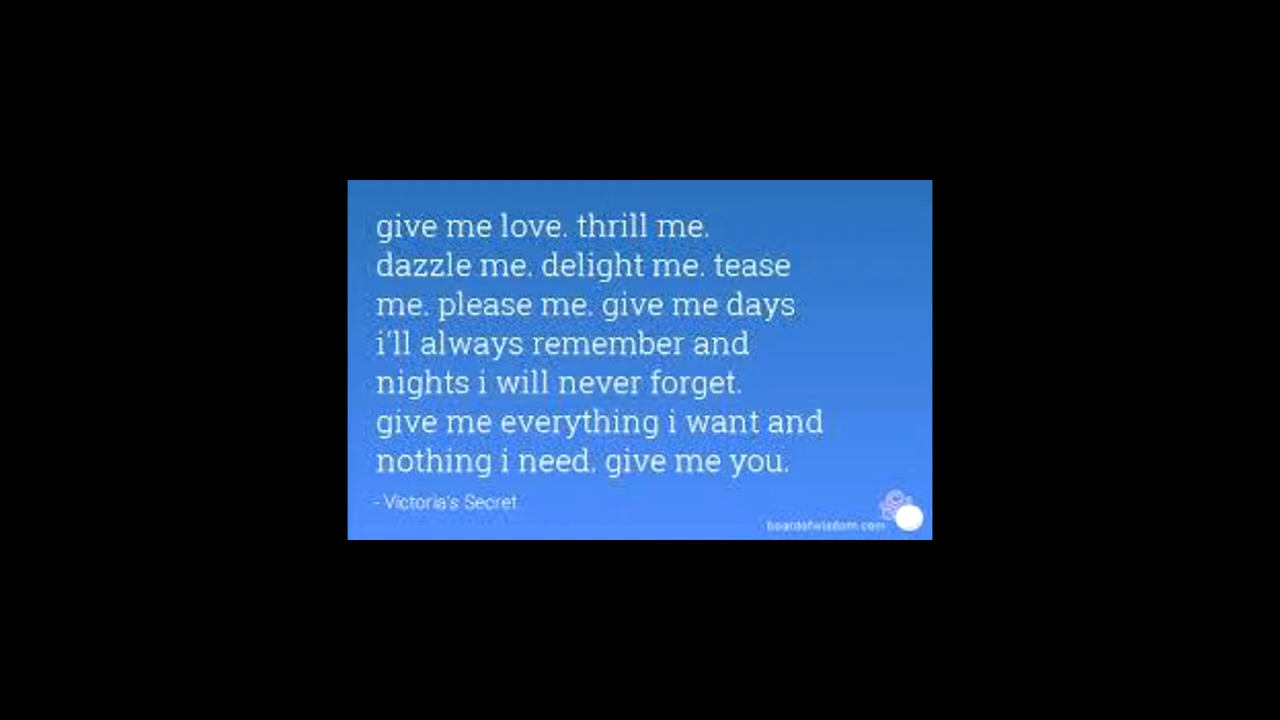 give me love. thrill me.
dazzle me. delight me. tease
me. please me. give me days
i'll always remember and
nights i will never forget.
give me everything i want and
nothing i need. give me you.
- Victoria's Secret
boardofwisdom.com